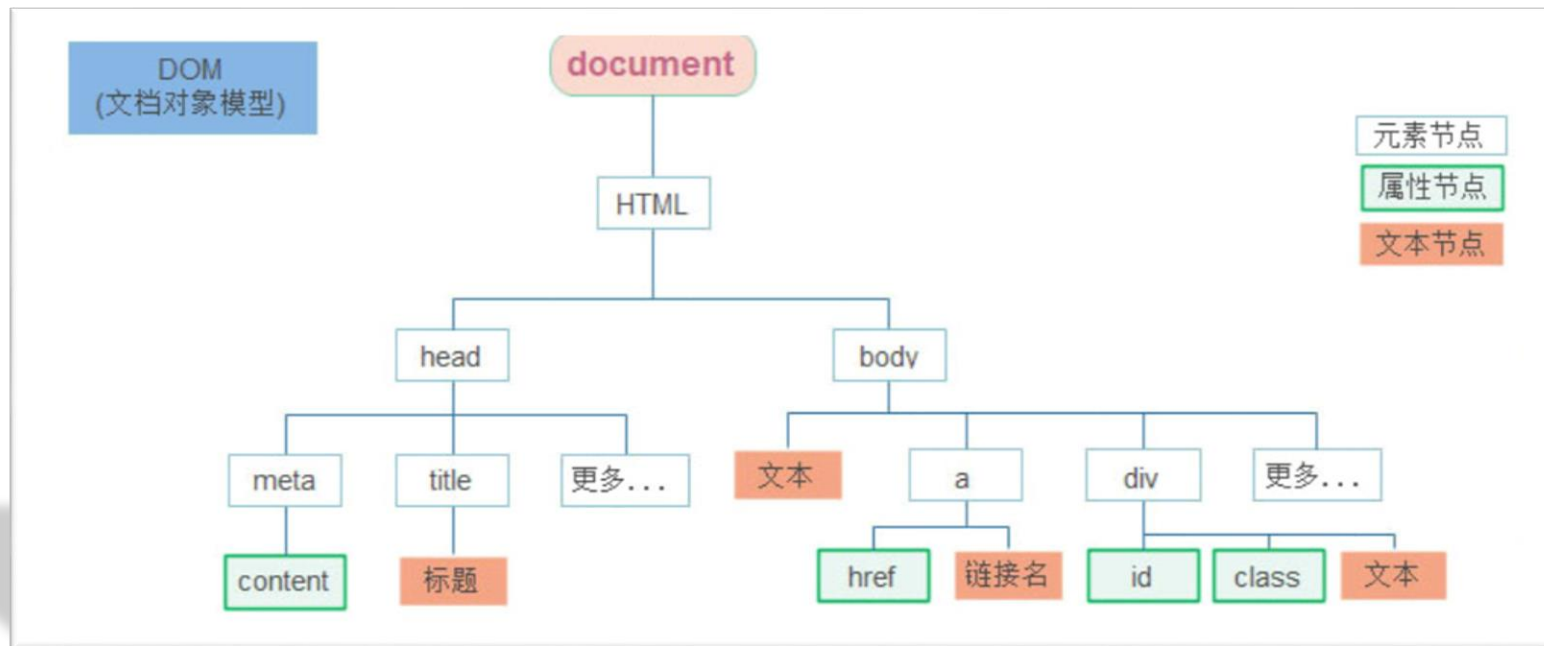 DOM
(文档对象模型)
document
元素节点
属性节点
文本节点
HTML
head
body
meta
title
更多...
文本
a
div
更多...
content
标题
href
链接名
id
class
文本